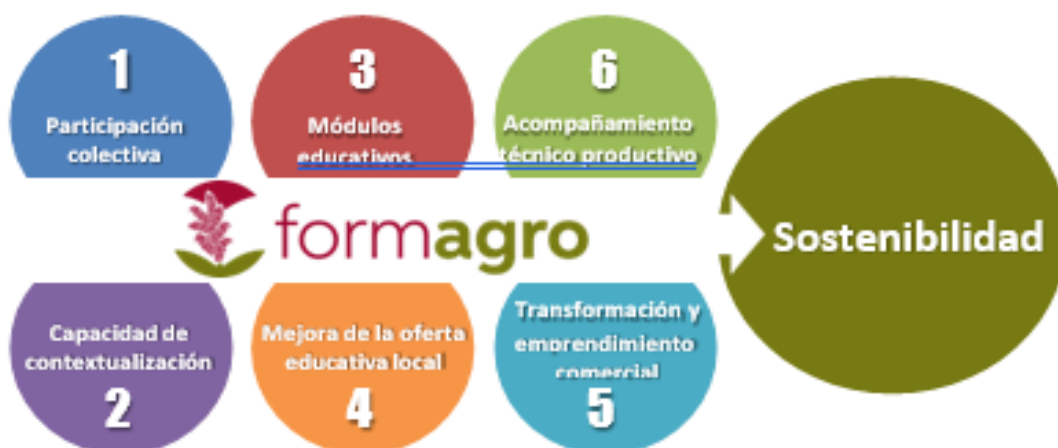 1
Participación
colectiva
3
Módulos
educativos
6
Acompañamiento
técnico productivo
formagro
Sostenibilidad
Capacidad de
contextualización
2
Mejora de la oferta
educativa local
4
Transformación y
emprendimiento
comercial
5